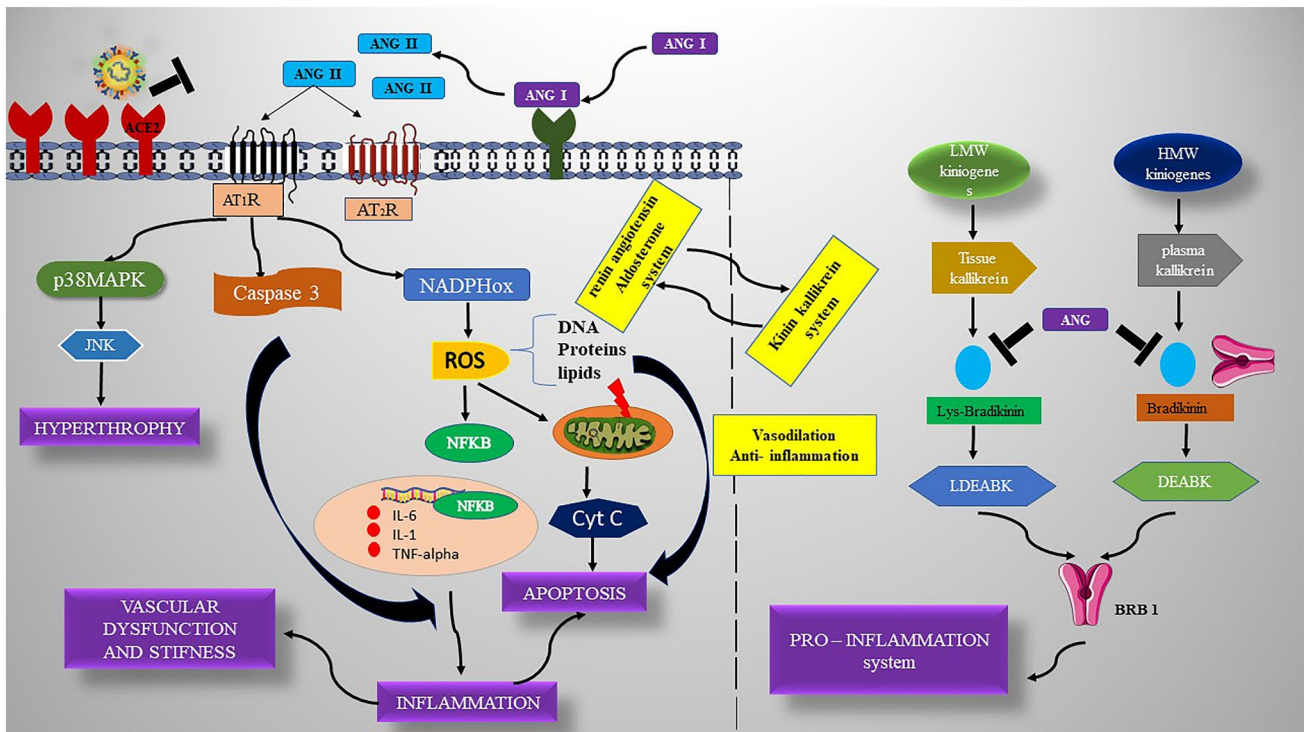 ANG II
ANG I
ANG II
ANG II
ANG I
ACE2
AT1R
AT2R
p38MAPK
Caspase 3
NADPHox
JNK
ROS
DNA
Proteins
lipids
HYPERTHROPHY
NFKB
NFKB
IL-6
IL-1
TNF-alpha
Cyt C
APOPTOSIS
VASCULAR
DYSFUNCTION
AND STIFNESS
INFLAMMATION
renin angiotensin
Aldosterone
system
Kinin kallikrein
system
Vasodilation
Anti- inflammation
LMW
kiniogene
s
HMW
kiniogenes
Tissue
kallikrein
plasma
kallikrein
ANG
Lys-Bradikinin
Bradikinin
LDEABK
DEABK
BRB 1
PRO – INFLAMMATION
system